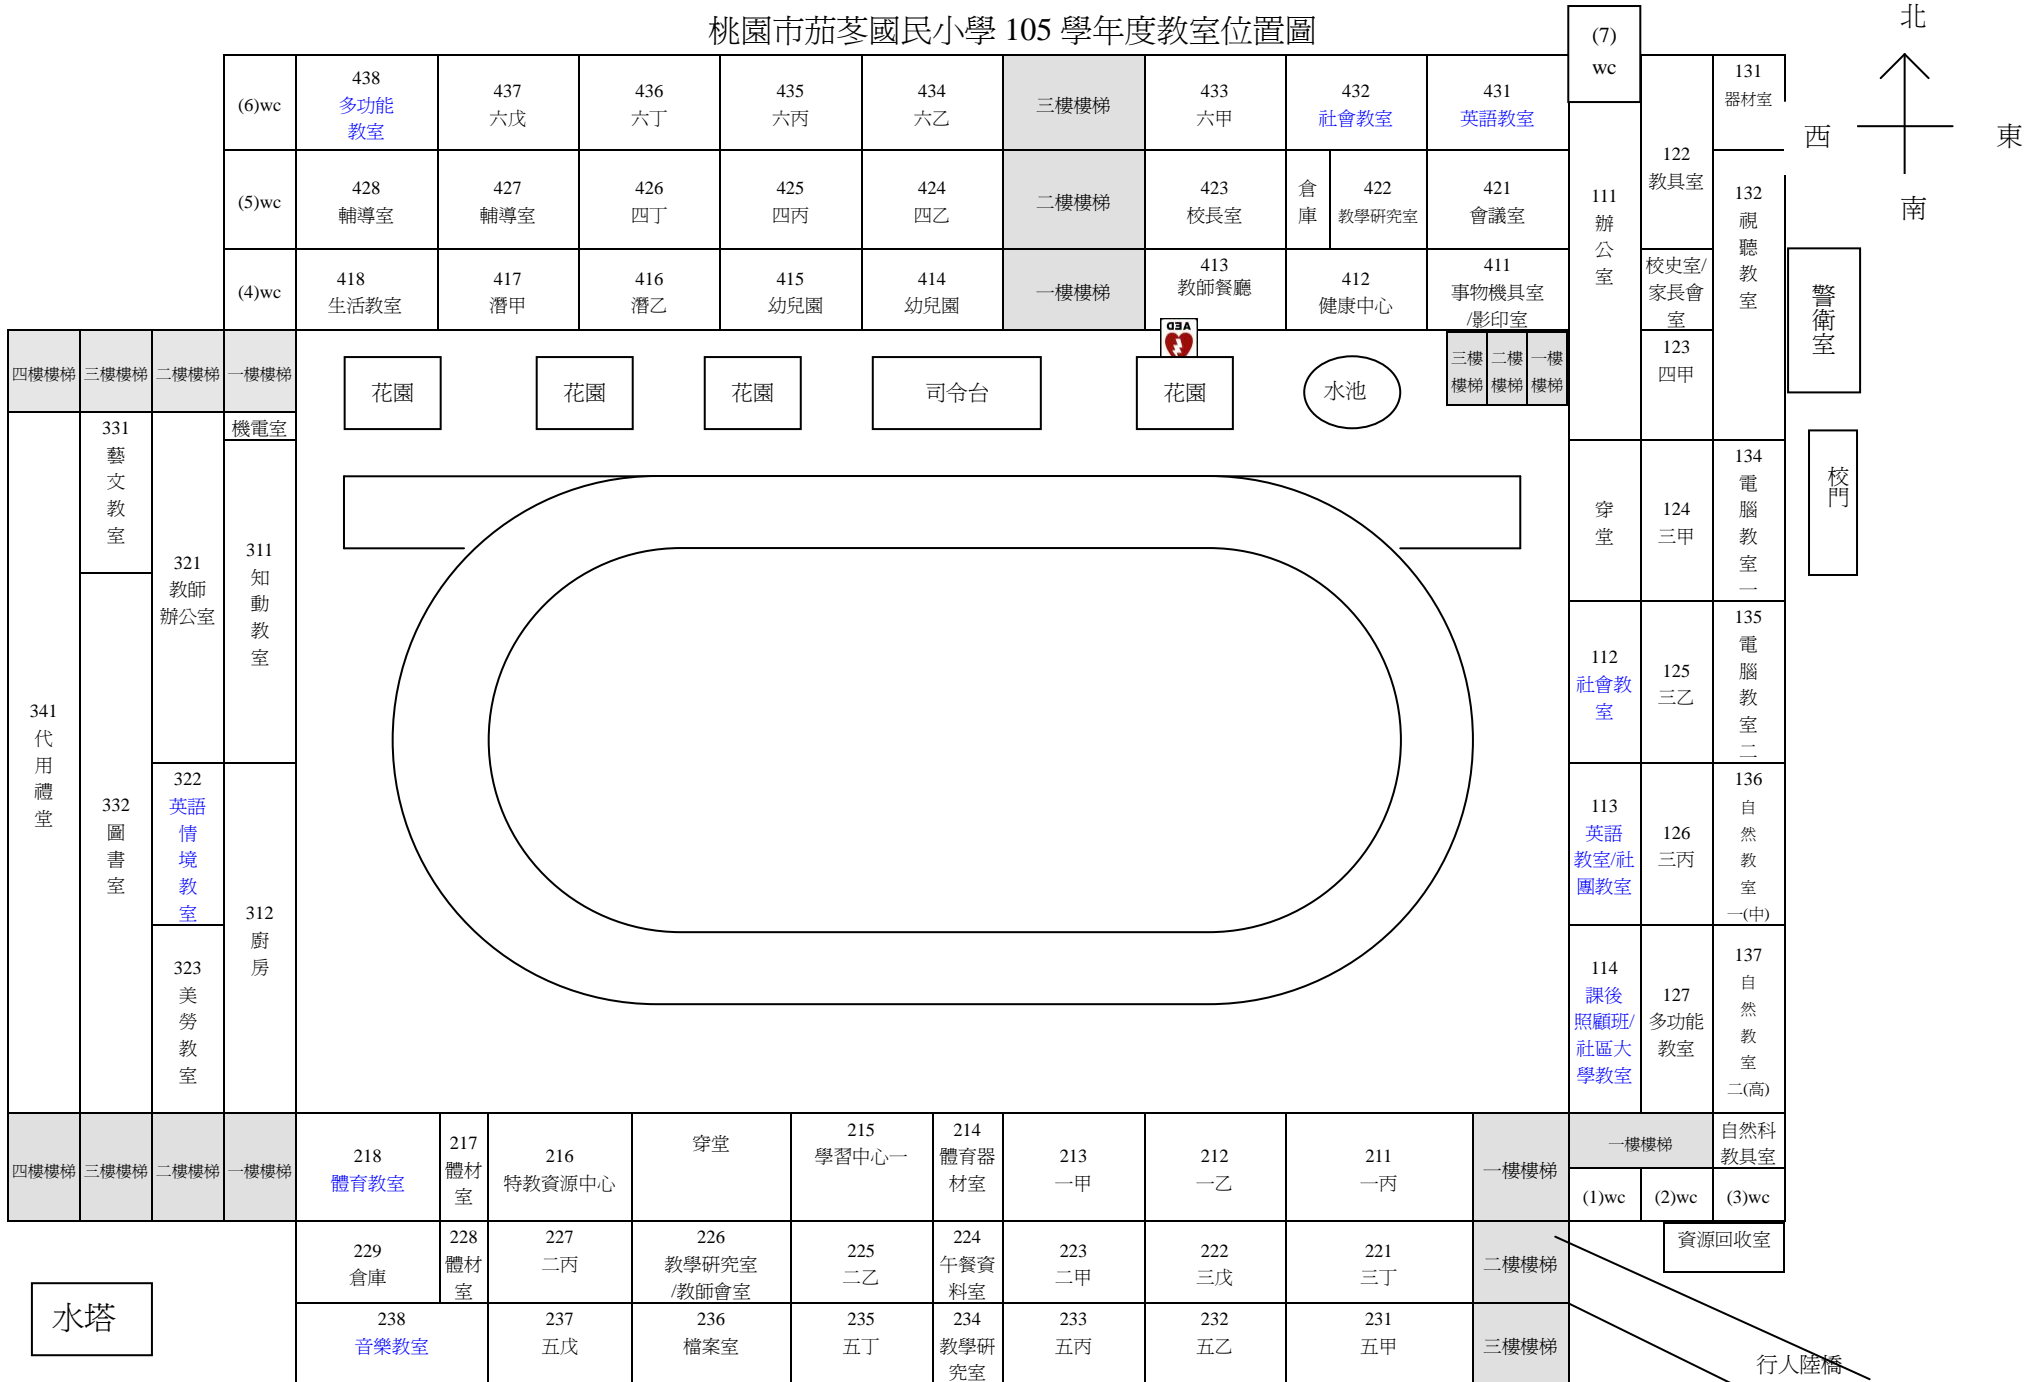 桃園市茄苳國民小學 105 學年度教室位置圖
(7)
wc
北
西
東
南
(6)wc
438
多功能
教室
437
六戊
436
六丁
435
六丙
434
六乙
三樓樓梯
433
六甲
432
社會教室
431
英語教室
131
器材室
(5)wc
428
輔導室
427
輔導室
426
四丁
425
四丙
424
四乙
二樓樓梯
423
校長室
倉
庫
422
教學研究室
421
會議室
111
辦
公
室
122
教具室
132
視
聽
教
室
(4)wc
418
生活教室
417
潛甲
416
潛乙
415
幼兒園
414
幼兒園
一樓樓梯
413
教師餐廳
412
健康中心
411
事物機具室
/影印室
校史室/
家長會
室
警衛室
四樓樓梯
三樓樓梯
二樓樓梯
一樓樓梯
花園
花園
花園
司令台
AED
花園
水池
三樓
樓梯
二樓
樓梯
一樓
樓梯
123
四甲
331
藝
文
教
室
機電室
321
教師
辦公室
311
知
動
教
室
穿
堂
124
三甲
134
電
腦
教
室
一
校門
341
代
用
禮
堂
332
圖
書
室
322
英語
情
境
教
室
312
廚
房
323
美
勞
教
室
112
社會教
室
125
三乙
135
電
腦
教
室
二
113
英語
教室/社
團教室
126
三丙
136
自
然
教
室
一(中)
114
課後
照顧班/
社區大
學教室
127
多功能
教室
137
自
然
教
室
二(高)
四樓樓梯
三樓樓梯
二樓樓梯
一樓樓梯
218
體育教室
217
體材
室
216
特教資源中心
穿堂
215
學習中心一
214
體育器
材室
213
一甲
212
一乙
211
一丙
一樓樓梯
一樓樓梯
自然科
教具室
(1)wc
(2)wc
(3)wc
229
倉庫
228
體材
室
227
二丙
226
教學研究室
/教師會室
225
二乙
224
午餐資
料室
223
二甲
222
三戊
221
三丁
二樓樓梯
資源回收室
水塔
238
音樂教室
237
五戊
236
檔案室
235
五丁
234
教學研
究室
233
五丙
232
五乙
231
五甲
三樓樓梯
行人陸橋